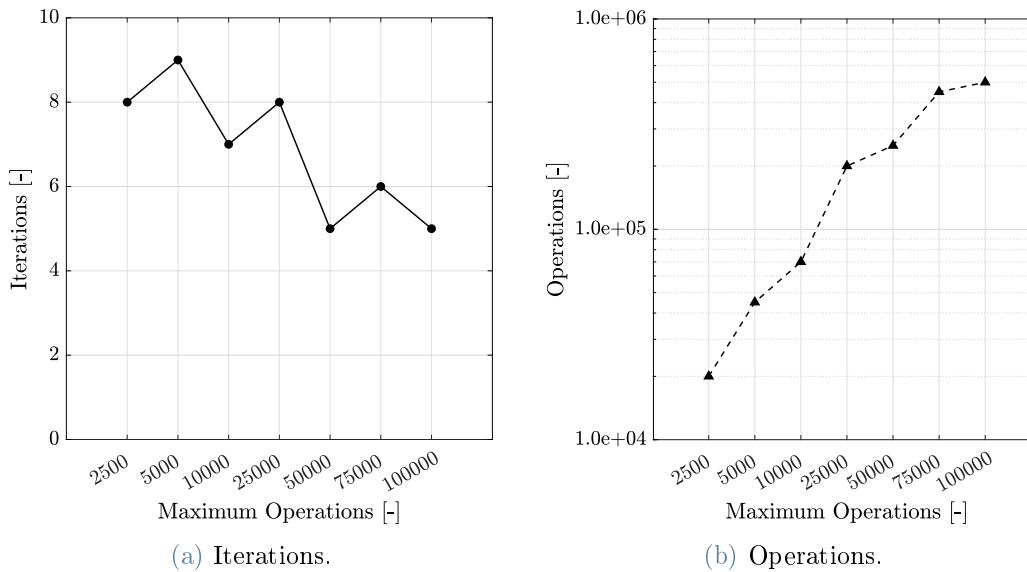 10
8
6
4
2
0
Iterations [-]
2500
5000
10000
25000
50000
75000
100000
Maximum Operations [-]
(a) Iterations.
1.0e+06
1.0e+05
1.0e+04
Operations [-]
2500
5000
10000
25000
50000
75000
100000
Maximum Operations [-]
(b) Operations.